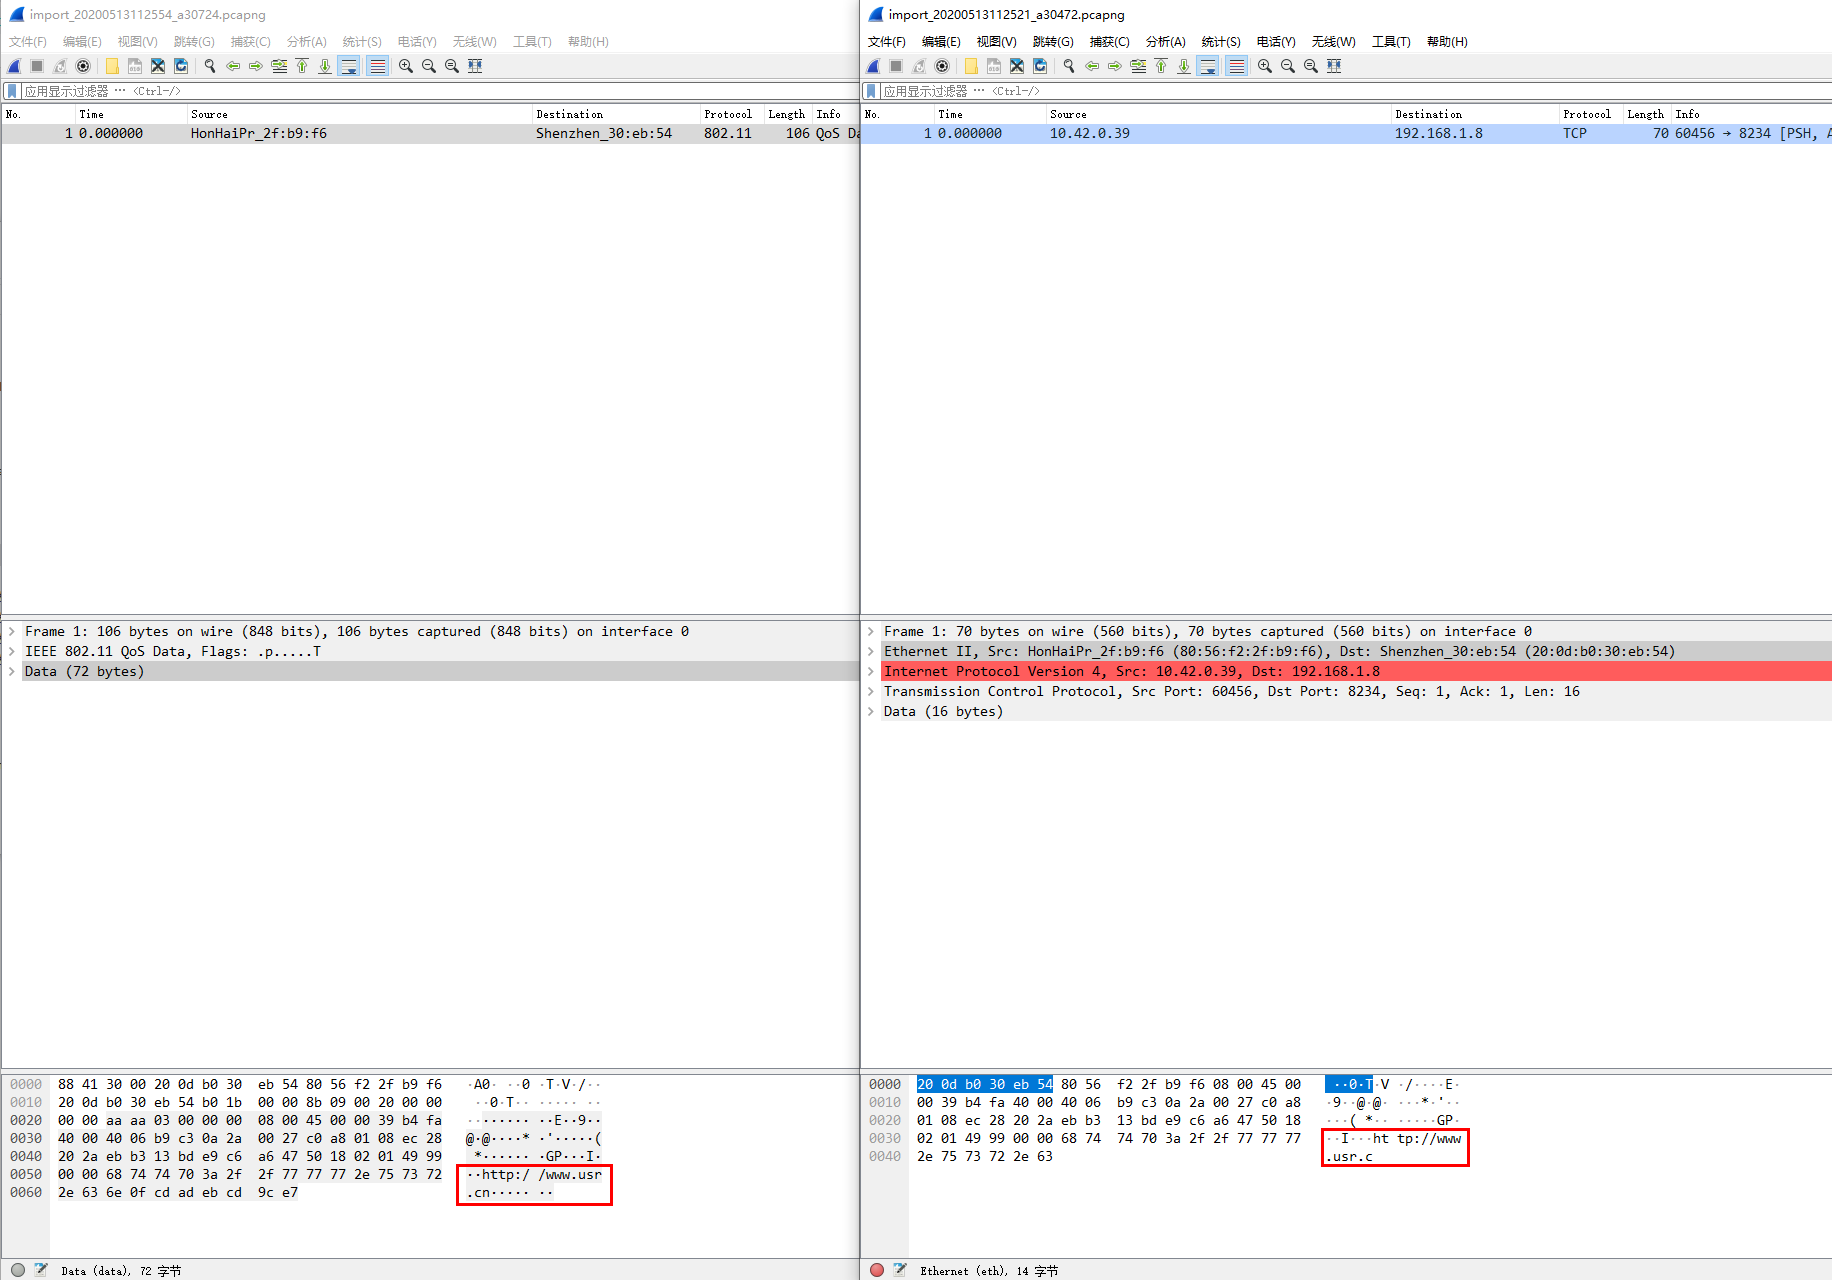 import_20200513112554_a30724.pcapng
文件(F) 编辑(E) 视图(V) 跳转(G) 捕获(C) 分析(A) 统计(S) 电话(Y) 无线(W) 工具(T) 帮助(H)
应用显示过滤器 … <Ctrl-/>
No. Time Source Destination Protocol Length Info
1 0.000000 HonHaiPr_2f:b9:f6 Shenzhen_30:eb:54 802.11 106 QoS Da
Frame 1: 106 bytes on wire (848 bits), 106 bytes captured (848 bits) on interface 0
IEEE 802.11 QoS Data, Flags: .p.....T
Data (72 bytes)
0000 88 41 30 00 20 0d b0 30 eb 54 80 56 f2 2f b9 f6 ·A0· ··0 ·T·V·/··
0010 20 0d b0 30 eb 54 b0 1b 00 00 8b 09 00 20 00 00 ··0·T·· ····· ··
0020 00 00 aa aa 03 00 00 00 08 00 45 00 00 39 b4 fa ········ ··E··9··
0030 40 00 40 06 b9 c3 0a 2a 00 27 c0 a8 01 08 ec 28 @·@····* ·'·····(
0040 20 2a eb b3 13 bd e9 c6 a6 47 50 18 02 01 49 99 *······ ·GP···I·
0050 00 00 68 74 74 70 3a 2f 2f 77 77 77 2e 75 73 72 ··http:/ /www.usr
0060 2e 63 6e 0f cd ad eb cd 9c e7 .cn····· ··
Data (data), 72 字节
import_20200513112521_a30472.pcapng
文件(F) 编辑(E) 视图(V) 跳转(G) 捕获(C) 分析(A) 统计(S) 电话(Y) 无线(W) 工具(T) 帮助(H)
应用显示过滤器 … <Ctrl-/>
No. Time Source Destination Protocol Length Info
1 0.000000 10.42.0.39 192.168.1.8 TCP 70 60456 → 8234 [PSH, A
Frame 1: 70 bytes on wire (560 bits), 70 bytes captured (560 bits) on interface 0
Ethernet II, Src: HonHaiPr_2f:b9:f6 (80:56:f2:2f:b9:f6), Dst: Shenzhen_30:eb:54 (20:0d:b0:30:eb:54)
Internet Protocol Version 4, Src: 10.42.0.39, Dst: 192.168.1.8
Transmission Control Protocol, Src Port: 60456, Dst Port: 8234, Seq: 1, Ack: 1, Len: 16
Data (16 bytes)
0000 20 0d b0 30 eb 54 80 56 f2 2f b9 f6 08 00 45 00 ··0·T·V ·/····E·
0010 00 39 b4 fa 40 00 40 06 b9 c3 0a 2a 00 27 c0 a8 ·9··@·@· ···*·'··
0020 01 08 ec 28 20 2a eb b3 13 bd e9 c6 a6 47 50 18 ···( *·· ·····GP·
0030 02 01 49 99 00 00 68 74 74 70 3a 2f 2f 77 77 77 ··I···ht tp://www
0040 2e 75 73 72 2e 63 .usr.c
Ethernet (eth), 14 字节